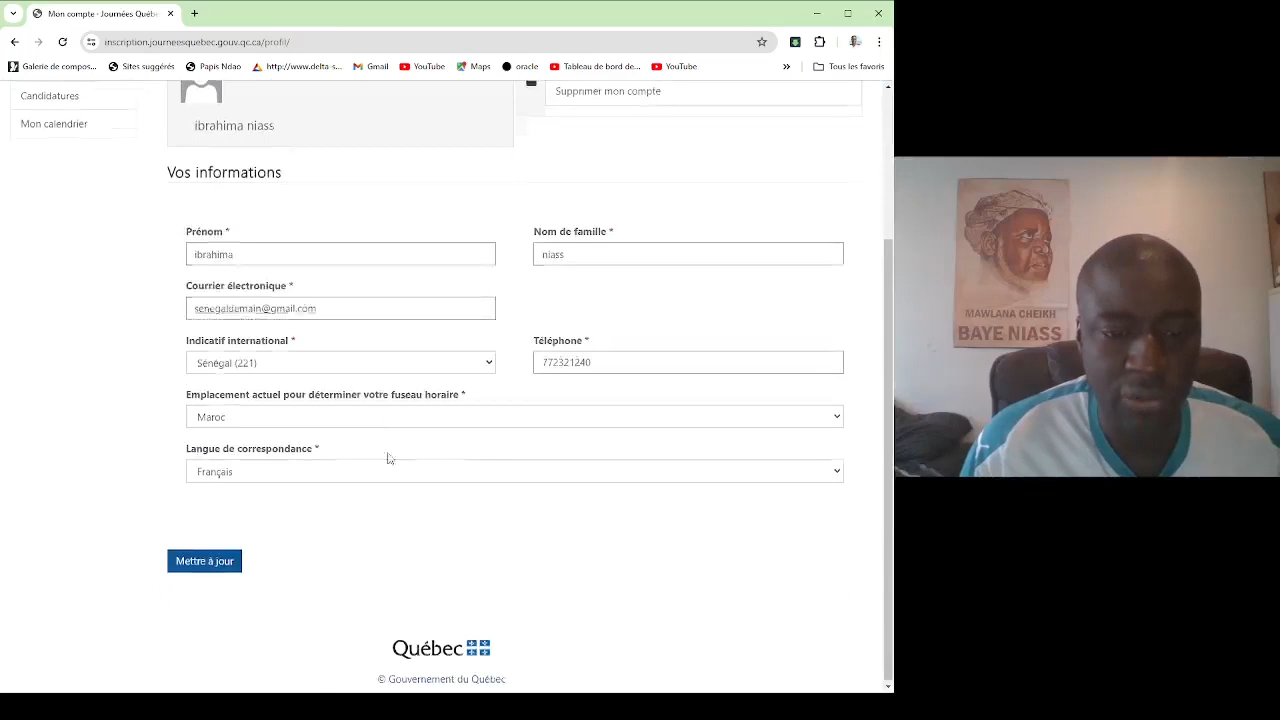 Mon compte - Journées Québ
inscription.journeesquebec.gouv.qc.ca/profil/
Galerie de compos...
Sites suggérés
Papis Ndao
http://www.delta-s...
Gmail
YouTube
Maps
oracle
Tableau de bord de...
YouTube
»
Tous les favoris
Candidatures
Mon calendrier
ibrahima niass
Supprimer mon compte
Vos informations
Prénom *
Nom de famille *
ibrahima
niass
Courrier électronique *
senegaldemain@gmail.com
Indicatif international *
Téléphone *
Sénégal (221)
772321240
Emplacement actuel pour déterminer votre fuseau horaire *
Maroc
Langue de correspondance *
Français
Mettre à jour
Québec
© Gouvernement du Québec
MAWLANA CHEIKH
BAYE NIASS